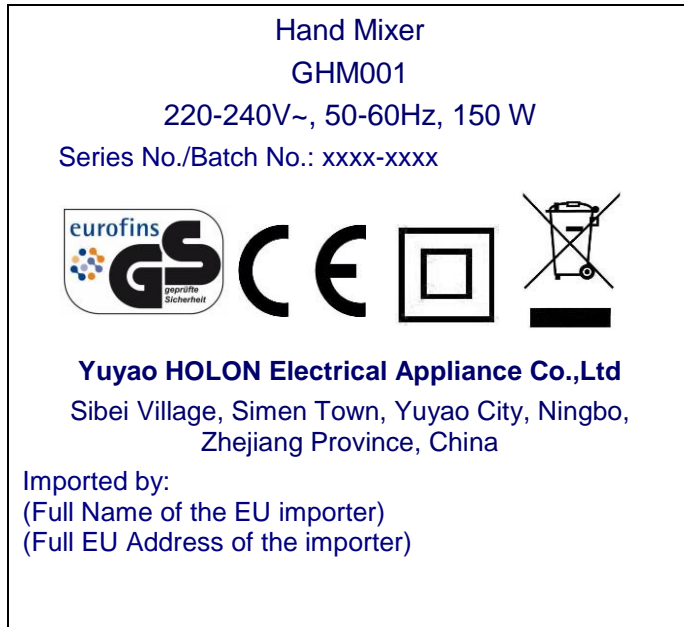 Hand Mixer
GHM001
220-240V~, 50-60Hz, 150 W
Series No./Batch No.: xxxx-xxxx
eurofins
GS
geprüfte
Sicherheit
CE
Yuyao HOLON Electrical Appliance Co.,Ltd
Sibei Village, Simen Town, Yuyao City, Ningbo,
Zhejiang Province, China
Imported by:
(Full Name of the EU importer)
(Full EU Address of the importer)